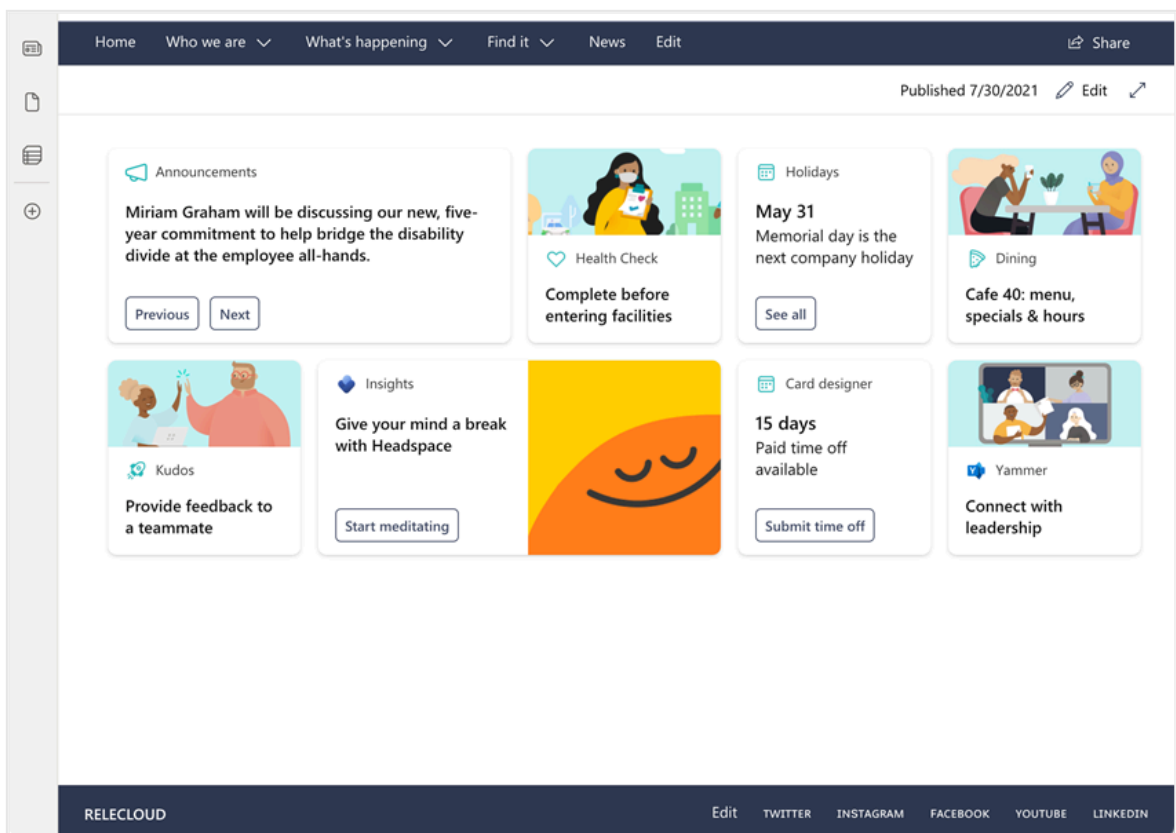 Home Who we are What's happening Find it News Edit Share
Published 7/30/2021 Edit
Announcements
Miriam Graham will be discussing our new, five-
year commitment to help bridge the disability
divide at the employee all-hands.
Previous Next
Health Check
Complete before
entering facilities
Holidays
May 31
Memorial day is the
next company holiday
See all
Dining
Cafe 40: menu,
specials & hours
Kudos
Provide feedback to
a teammate
Insights
Give your mind a break
with Headspace
Start meditating
Card designer
15 days
Paid time off
available
Submit time off
Yammer
Connect with
leadership
RELECLOUD Edit TWITTER INSTAGRAM FACEBOOK YOUTUBE LINKEDIN